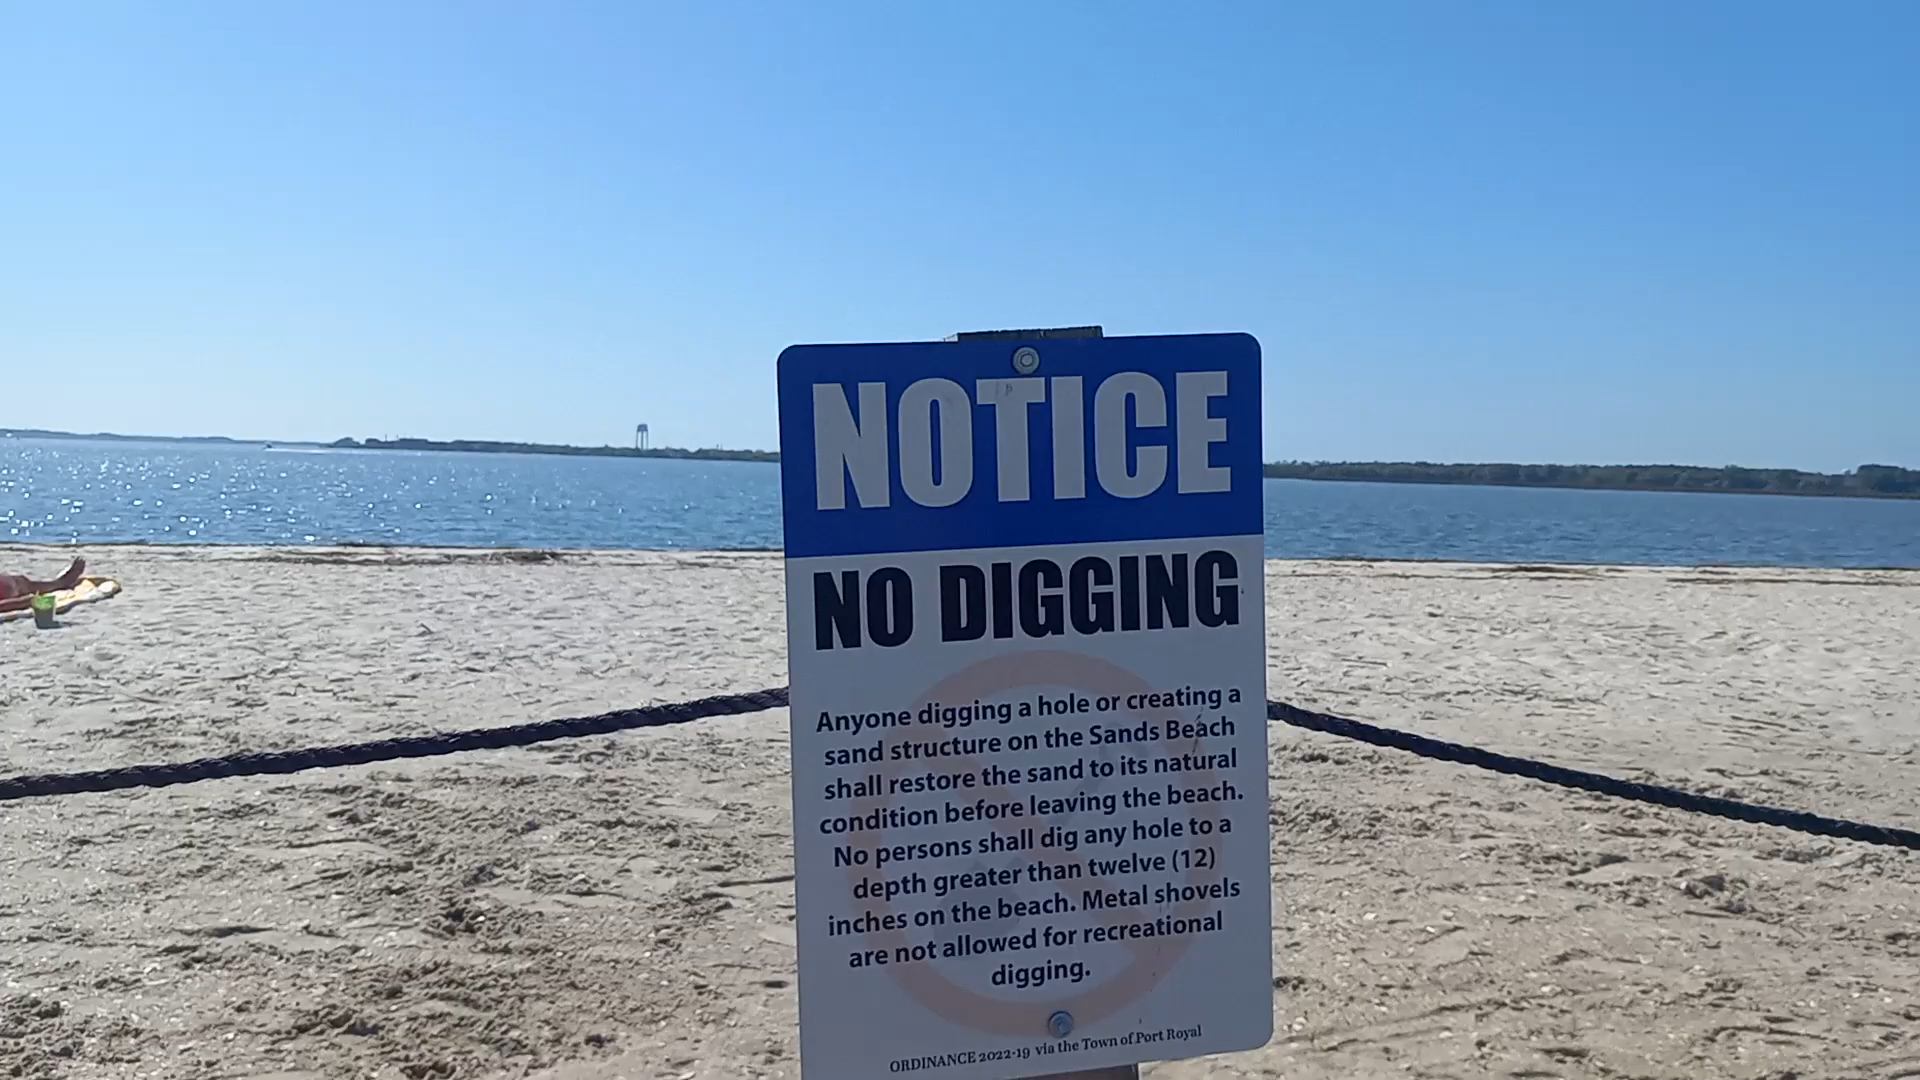 NOTICE
NO DIGGING
Anyone digging a hole or creating a
sand structure on the Sands Beach
shall restore the sand to its natural
condition before leaving the beach.
No persons shall dig any hole to a
depth greater than twelve (12)
inches on the beach. Metal shovels
are not allowed for recreational
digging.
ORDINANCE 2022-19 via the Town of Port Royal